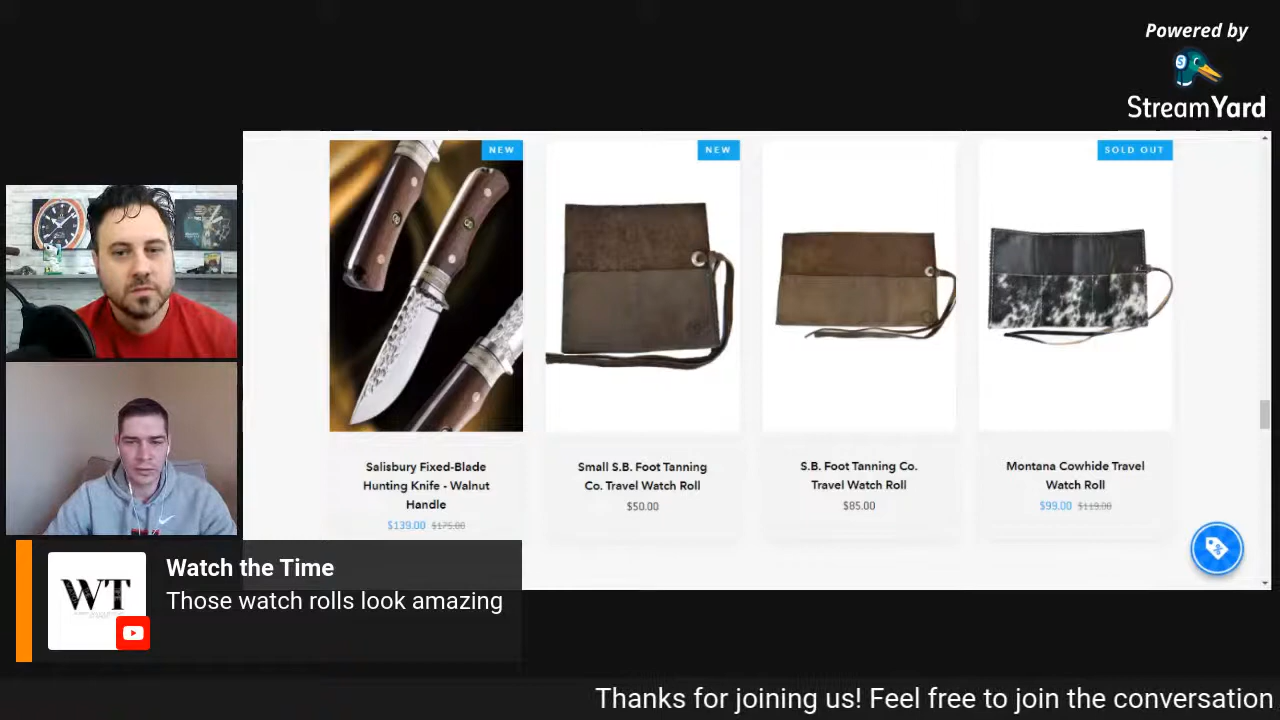 Powered by
StreamYard
NEW
NEW
SOLD OUT
Salisbury Fixed-Blade
Hunting Knife - Walnut
Handle
$139.00 $175.00
Small S.B. Foot Tanning
Co. Travel Watch Roll
$50.00
S.B. Foot Tanning Co.
Travel Watch Roll
$85.00
Montana Cowhide Travel
Watch Roll
$99.00 $119.00
WT
Watch the Time
Those watch rolls look amazing
Thanks for joining us! Feel free to join the conversation